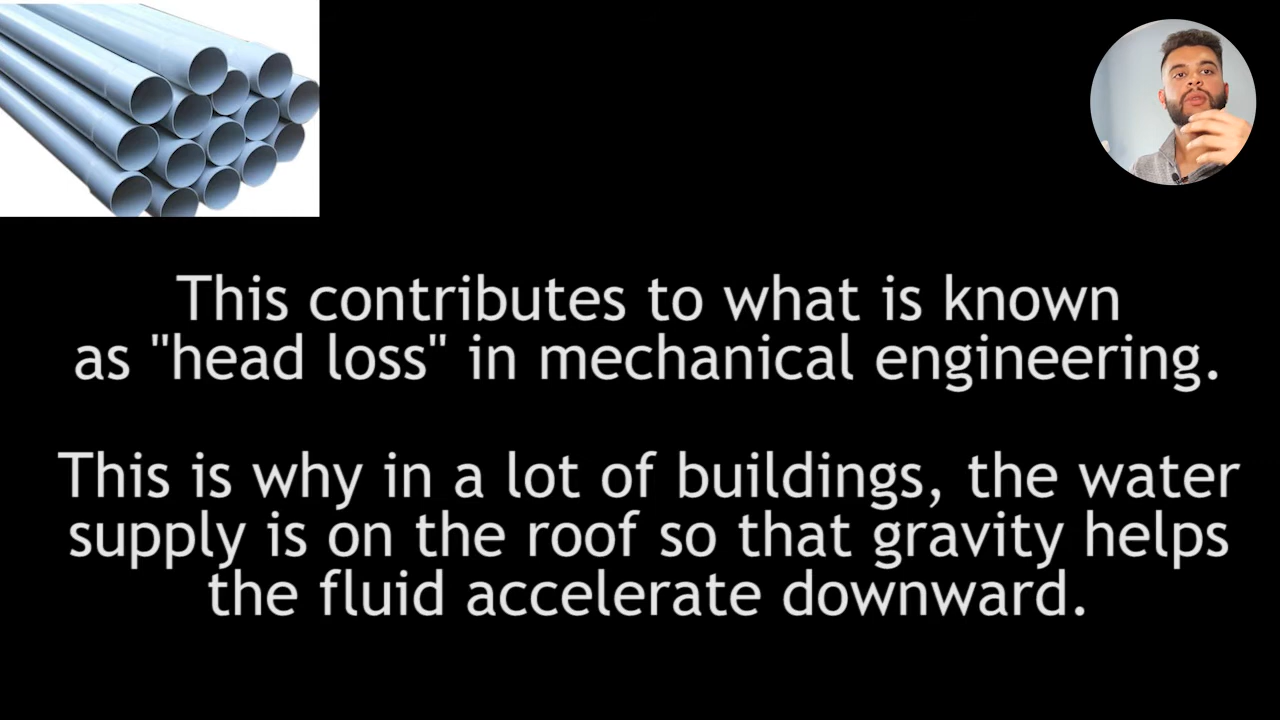 This contributes to what is known
as "head loss" in mechanical engineering.
This is why in a lot of buildings, the water
supply is on the roof so that gravity helps
the fluid accelerate downward.